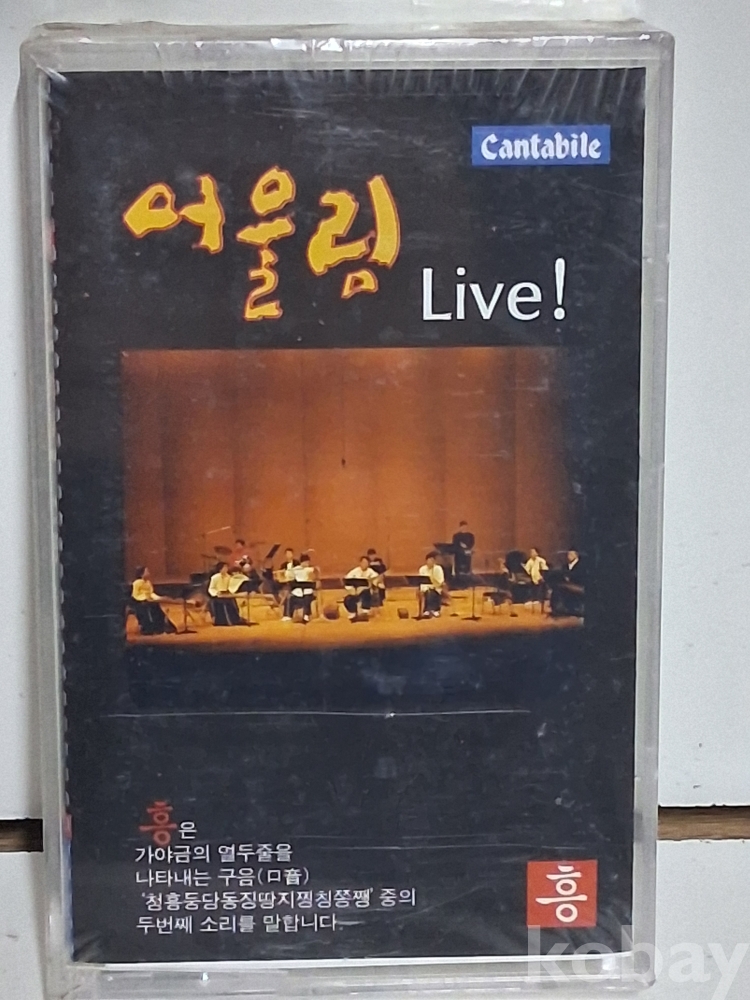 Cantabile
어울림
Live!
흥은
가야금의 열두줄을
나타내는 구음(口音)
'청흥둥당동징땅지찡칭쫑쨍' 중의
두번째 소리를 말합니다.
흥
kobay